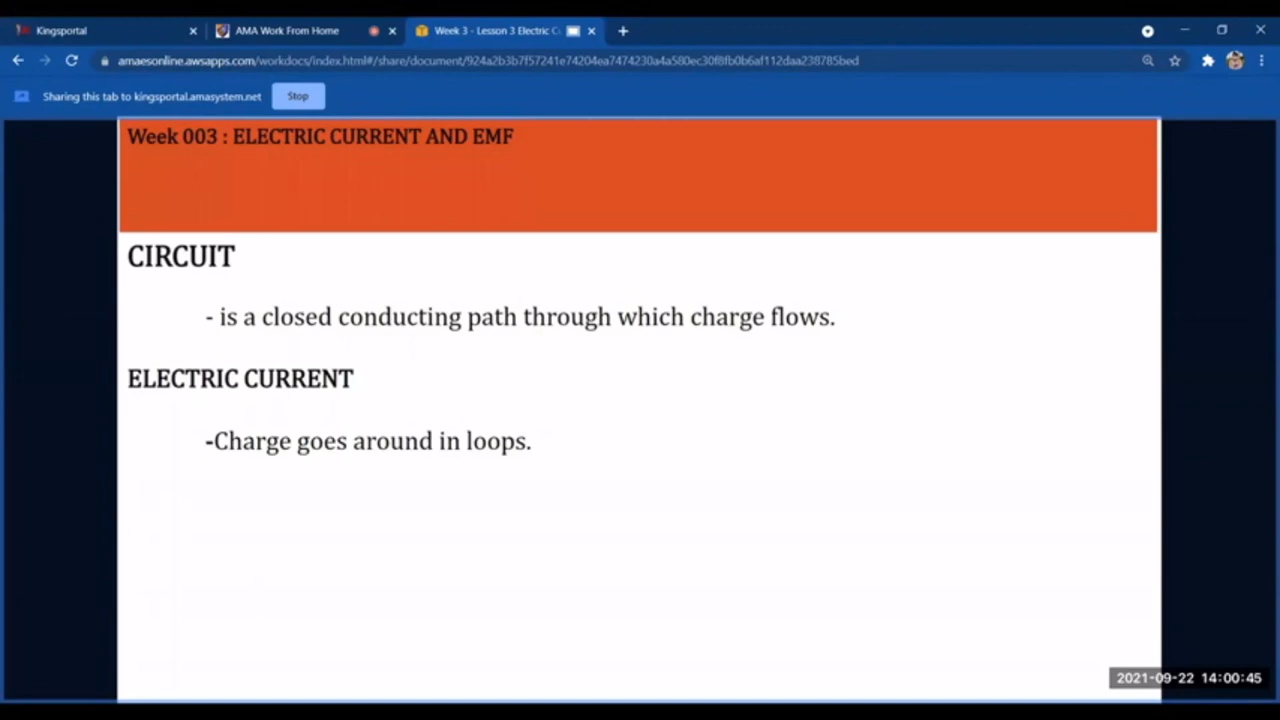 Kingsportal
AMA Work From Home
Week 3 - Lesson 3 Electric C
amaesonline.awsapps.com/workdocs/index.html#/share/document/924a2b3b7f57241e74204ea7474230a4a580ec30f8fb0b6af112daa238785bed
Sharing this tab to kingsportal.amasystem.net
Stop
Week 003 : ELECTRIC CURRENT AND EMF
CIRCUIT
- is a closed conducting path through which charge flows.
ELECTRIC CURRENT
-Charge goes around in loops.
2021-09-22 14:00:45